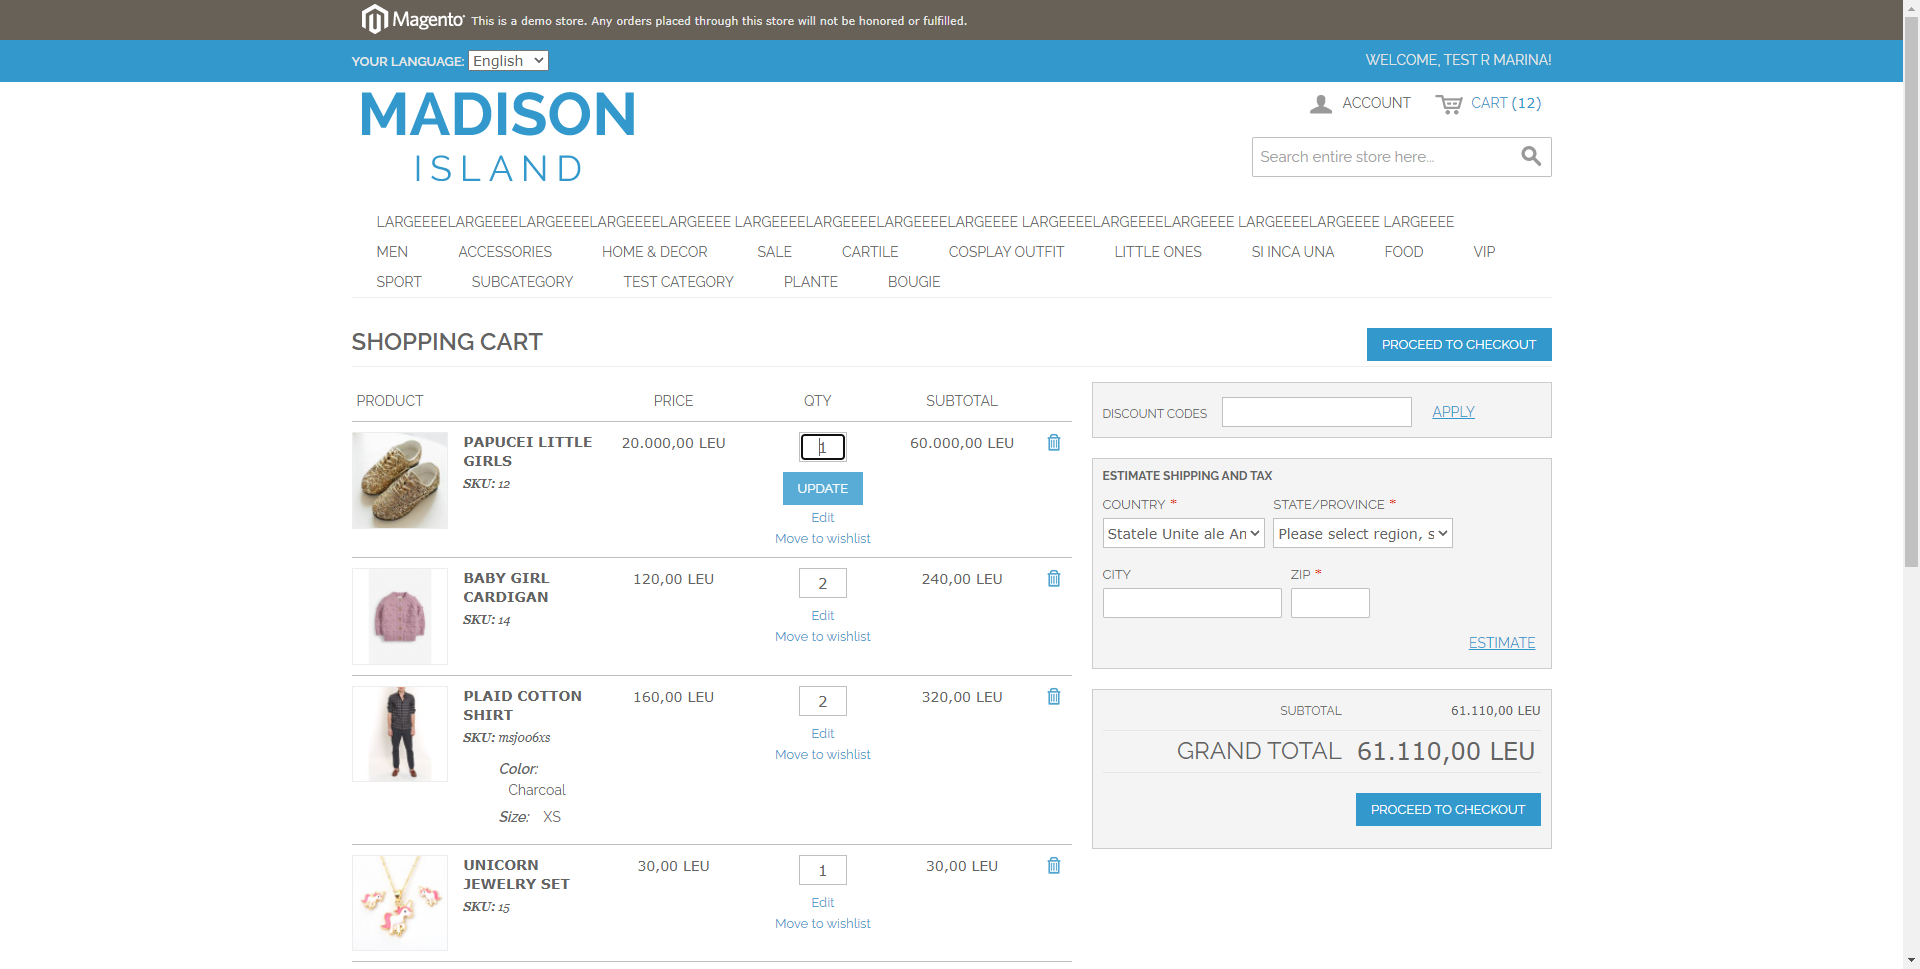 Magento This is a demo store. Any orders placed through this store will not be honored or fulfilled.
YOUR LANGUAGE: English WELCOME, TEST R MARINA!
MADISON
ISLAND
ACCOUNT CART (12)
Search entire store here...
LARGEEEELARGEEEELARGEEEELARGEEEELARGEEEE LARGEEEELARGEEEELARGEEEELARGEEEE LARGEEEELARGEEEELARGEEEE LARGEEEELARGEEEE LARGEEEE
MEN ACCESSORIES HOME & DECOR SALE CARTILE COSPLAY OUTFIT LITTLE ONES SI INCA UNA FOOD VIP
SPORT SUBCATEGORY TEST CATEGORY PLANTE BOUGIE
SHOPPING CART
PROCEED TO CHECKOUT
PRODUCT PRICE QTY SUBTOTAL
PAPUCEI LITTLE GIRLS 20.000,00 LEU 1 60.000,00 LEU
SKU: 12
UPDATE
Edit
Move to wishlist
BABY GIRL CARDIGAN 120,00 LEU 2 240,00 LEU
SKU: 14
Edit
Move to wishlist
PLAID COTTON SHIRT 160,00 LEU 2 320,00 LEU
SKU: msj006xs
Edit
Move to wishlist
Color:
Charcoal
Size: XS
UNICORN JEWELRY SET 30,00 LEU 1 30,00 LEU
SKU: 15
Edit
Move to wishlist
DISCOUNT CODES APPLY
ESTIMATE SHIPPING AND TAX
COUNTRY * STATE/PROVINCE *
Statele Unite ale An Please select region, s
CITY ZIP *
ESTIMATE
SUBTOTAL 61.110,00 LEU
GRAND TOTAL 61.110,00 LEU
PROCEED TO CHECKOUT